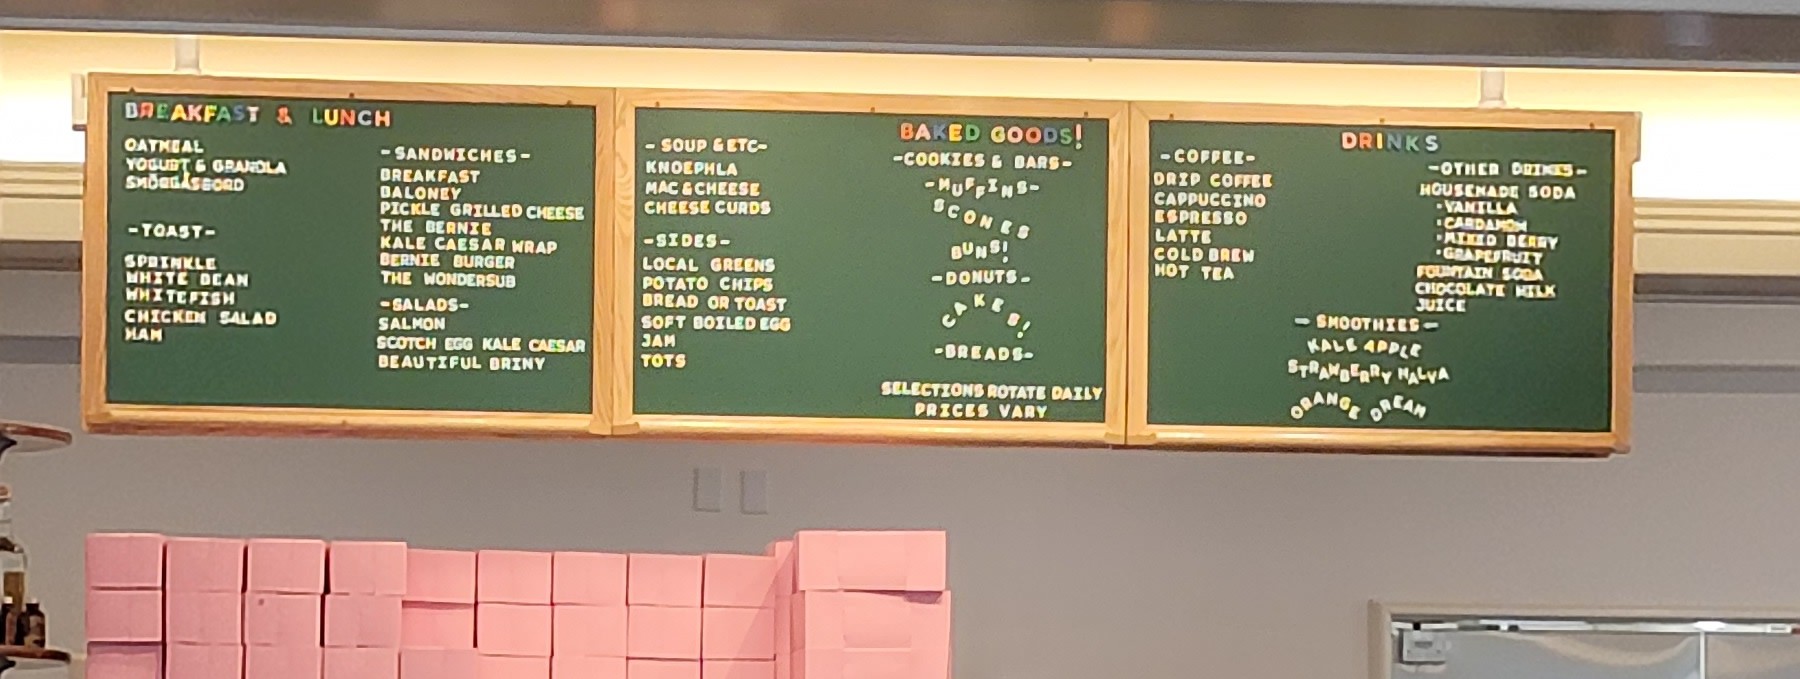 BREAKFAST & LUNCH
OATMEAL
YOGURT & GRANOLA
SMÖRGÅSBORD
-TOAST-
SPRINKLE
WHITE BEAN
WHITEFISH
CHICKEN SALAD
HAM
-SANDWICHES-
BREAKFAST
BALONEY
PICKLE GRILLED CHEESE
THE BERNIE
KALE CAESAR WRAP
BERNIE BURGER
THE WONDERSUB
-SALADS-
SALMON
SCOTCH EGG KALE CAESAR
BEAUTIFUL BRINY
- SOUP & ETC-
KNOEPHLA
MAC & CHEESE
CHEESE CURDS
-SIDES-
LOCAL GREENS
POTATO CHIPS
BREAD OR TOAST
SOFT BOILED EGG
JAM
TOTS
BAKED GOODS!
-COOKIES & BARS-
-MUFFINS-
SCONES
BUNS!
-DONUTS-
CAKES!
-BREADS-
SELECTIONS ROTATE DAILY
PRICES VARY
DRINKS
-COFFEE-
DRIP COFFEE
CAPPUCCINO
ESPRESSO
LATTE
COLD BREW
HOT TEA
-OTHER DRINKS-
HOUSEMADE SODA
·VANILLA
·CARDAMOM
·MIXED BERRY
·GRAPEFRUIT
FOUNTAIN SODA
CHOCOLATE MILK
JUICE
- SMOOTHIES -
KALE APPLE
STRAWBERRY HALVA
ORANGE DREAM